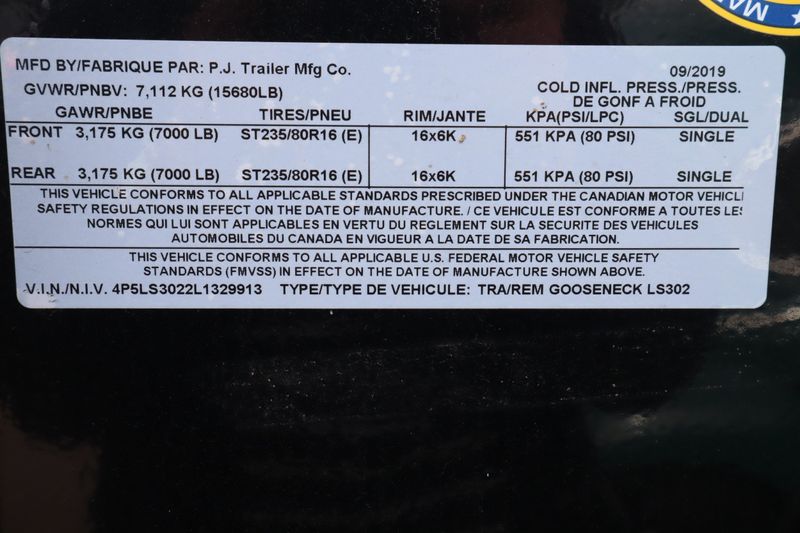 MA
MFD BY/FABRIQUE PAR: P.J. Trailer Mfg Co. 09/2019
GVWR/PNBV: 7,112 KG (15680LB) COLD INFL. PRESS./PRESS.
DE GONF A FROID
GAWR/PNBE TIRES/PNEU RIM/JANTE KPA(PSI/LPC) SGL/DUAL
FRONT 3,175 KG (7000 LB) ST235/80R16 (E) 16x6K 551 KPA (80 PSI) SINGLE
REAR 3,175 KG (7000 LB) ST235/80R16 (E) 16x6K 551 KPA (80 PSI) SINGLE
THIS VEHICLE CONFORMS TO ALL APPLICABLE STANDARDS PRESCRIBED UNDER THE CANADIAN MOTOR VEHICL
SAFETY REGULATIONS IN EFFECT ON THE DATE OF MANUFACTURE. / CE VEHICULE EST CONFORME A TOUTES LES
NORMES QUI LUI SONT APPLICABLES EN VERTU DU REGLEMENT SUR LA SECURITE DES VEHICULES
AUTOMOBILES DU CANADA EN VIGUEUR A LA DATE DE SA FABRICATION.
THIS VEHICLE CONFORMS TO ALL APPLICABLE U.S. FEDERAL MOTOR VEHICLE SAFETY
STANDARDS (FMVSS) IN EFFECT ON THE DATE OF MANUFACTURE SHOWN ABOVE.
V.I.N./N.I.V. 4P5LS3022L1329913 TYPE/TYPE DE VEHICULE: TRA/REM GOOSENECK LS302